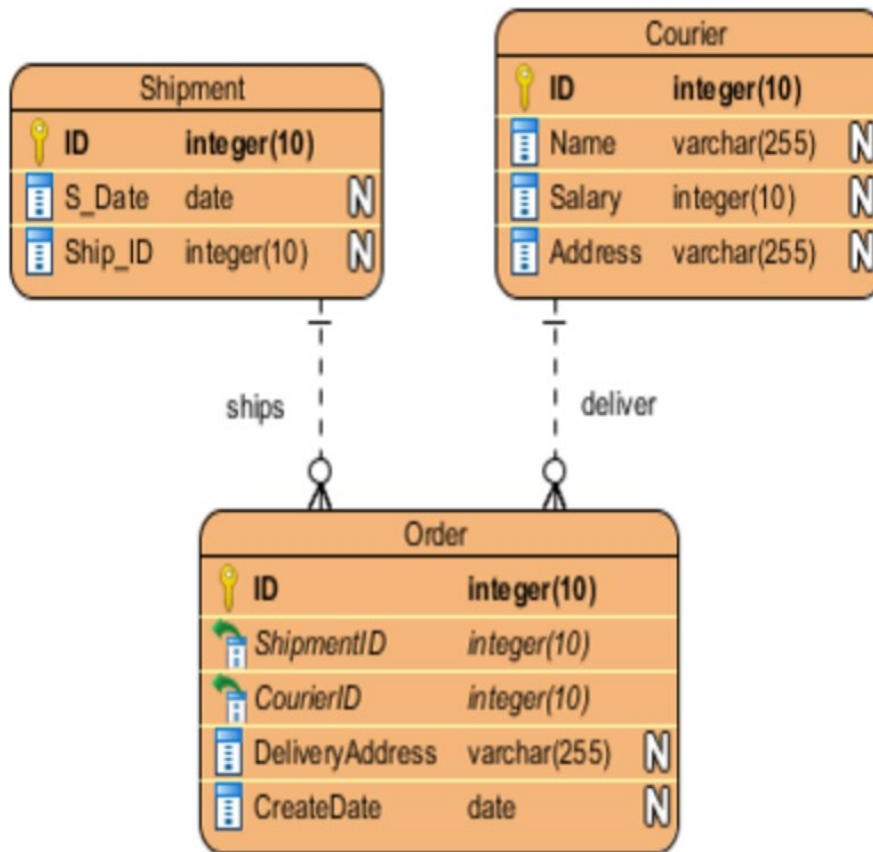 Shipment
ID integer(10)
S_Date date N
Ship_ID integer(10) N
Courier
ID integer(10)
Name varchar(255) N
Salary integer(10) N
Address varchar(255) N
ships
deliver
Order
ID integer(10)
ShipmentID integer(10)
CourierID integer(10)
DeliveryAddress varchar(255) N
CreateDate date N